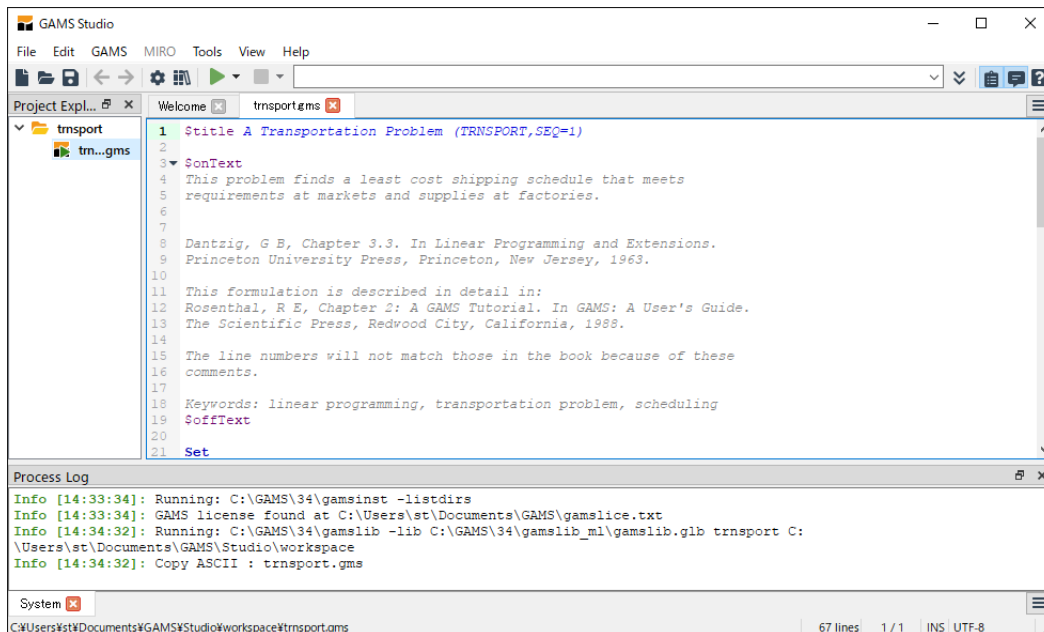 GAMS Studio
File Edit GAMS MIRO Tools View Help
Project Expl...
Welcome
trnsport.gms
trnsport
trn...gms
1 $title A Transportation Problem (TRNSPORT,SEQ=1)
2
3 $onText
4 This problem finds a least cost shipping schedule that meets
5 requirements at markets and supplies at factories.
6
7
8 Dantzig, G B, Chapter 3.3. In Linear Programming and Extensions.
9 Princeton University Press, Princeton, New Jersey, 1963.
10
11 This formulation is described in detail in:
12 Rosenthal, R E, Chapter 2: A GAMS Tutorial. In GAMS: A User's Guide.
13 The Scientific Press, Redwood City, California, 1988.
14
15 The line numbers will not match those in the book because of these
16 comments.
17
18 Keywords: linear programming, transportation problem, scheduling
19 $offText
20
21 Set
Process Log
Info [14:33:34]: Running: C:\GAMS\34\gamsinst -listdirs
Info [14:33:34]: GAMS license found at C:\Users\st\Documents\GAMS\gamslice.txt
Info [14:34:32]: Running: C:\GAMS\34\gamslib -lib C:\GAMS\34\gamslib_ml\gamslib.glb trnsport C:
\Users\st\Documents\GAMS\Studio\workspace
Info [14:34:32]: Copy ASCII : trnsport.gms
System
C:¥Users¥st¥Documents¥GAMS¥Studio¥workspace¥trnsport.gms 67 lines 1 / 1 INS UTF-8